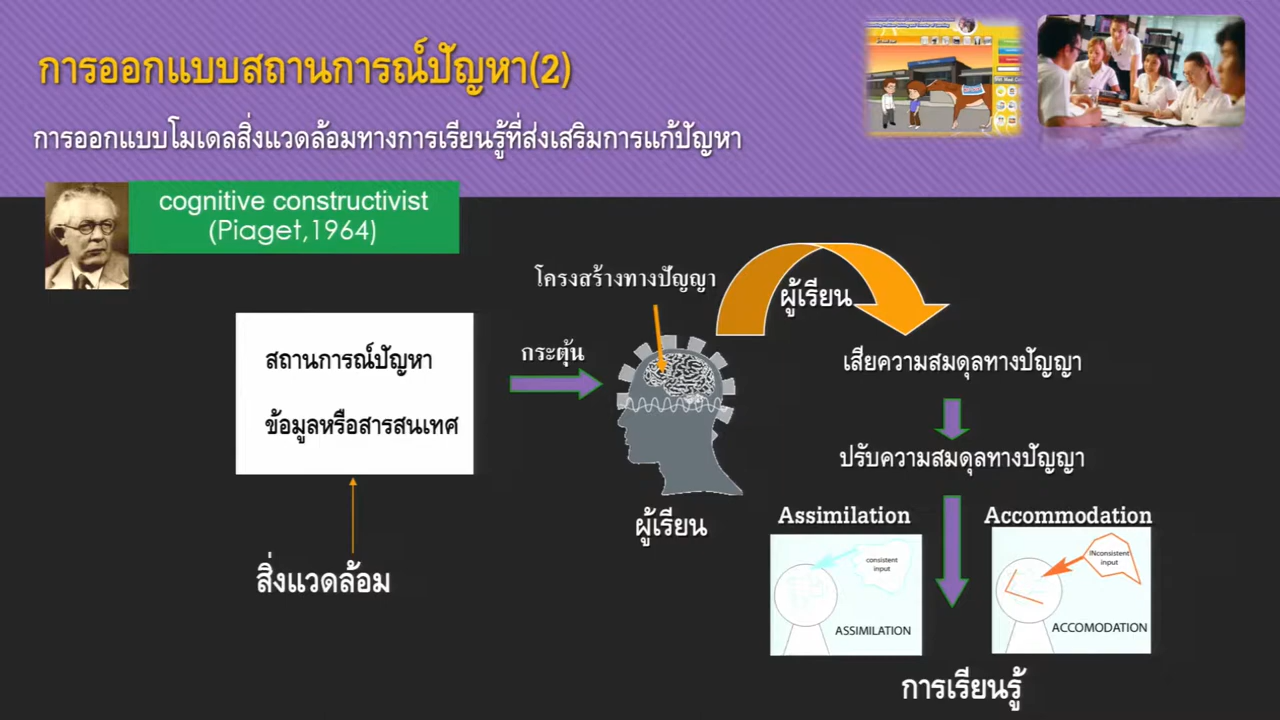 การออกแบบสถานการณ์ปัญหา(2)
การออกแบบโมเดลสิ่งแวดล้อมทางการเรียนรู้ที่ส่งเสริมการแก้ปัญหา
cognitive constructivist
(Piaget,1964)
โครงสร้างทางปัญญา
ผู้เรียน
สถานการณ์ปัญหา
กระตุ้น
เสียความสมดุลทางปัญญา
ข้อมูลหรือสารสนเทศ
ปรับความสมดุลทางปัญญา
ผู้เรียน
Assimilation
Accommodation
consistent
input
INconsistent
input
สิ่งแวดล้อม
ASSIMILATION
ACCOMODATION
การเรียนรู้